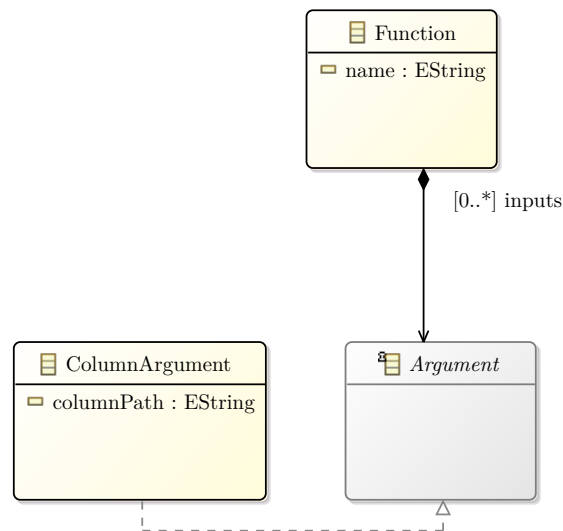 Function
name : EString
[0..*] inputs
ColumnArgument
columnPath : EString
Argument